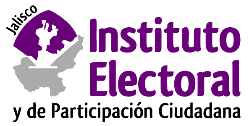 Jalisco
Instituto
Electoral
y de Participación Ciudadana